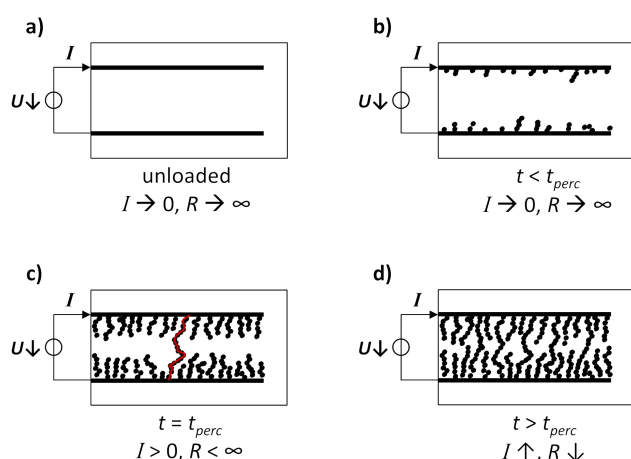 a)
I
U↓
unloaded
I → 0, R → ∞
b)
I
U↓
t < tperc
I → 0, R → ∞
c)
I
U↓
t = tperc
I > 0, R < ∞
d)
I
U↓
t > tperc
I ↑, R ↓